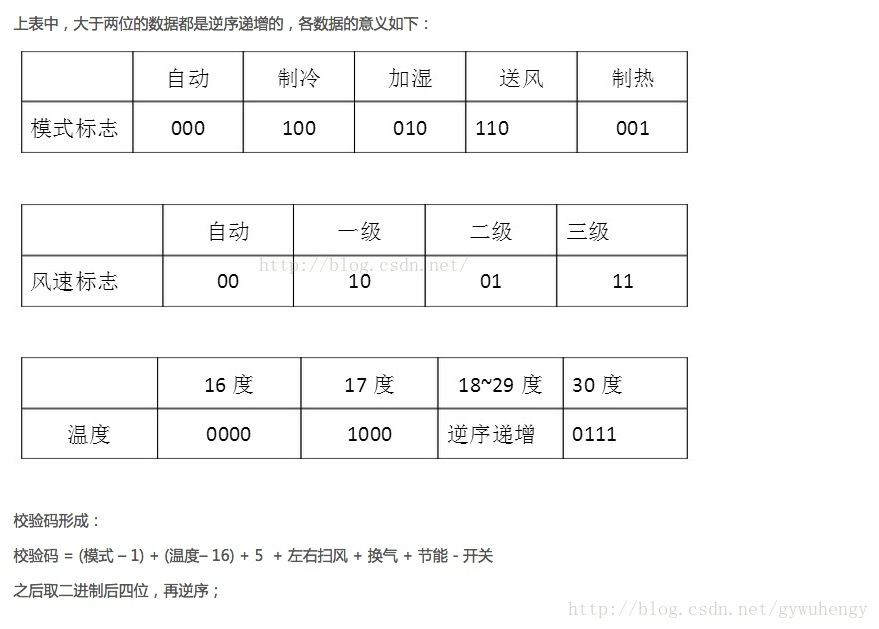 上表中，大于两位的数据都是逆序递增的，各数据的意义如下：
自动 制冷 加湿 送风 制热
模式标志 000 100 010 110 001
自动 一级 二级 三级
http://blog.csdn.net/
风速标志 00 10 01 11
16 度 17 度 18~29 度 30 度
温度 0000 1000 逆序递增 0111
校验码形成：
校验码 = (模式 – 1) + (温度– 16) + 5 + 左右扫风 + 换气 + 节能 - 开关
之后取二进制后四位，再逆序；
http://blog.csdn.net/gywuhengy